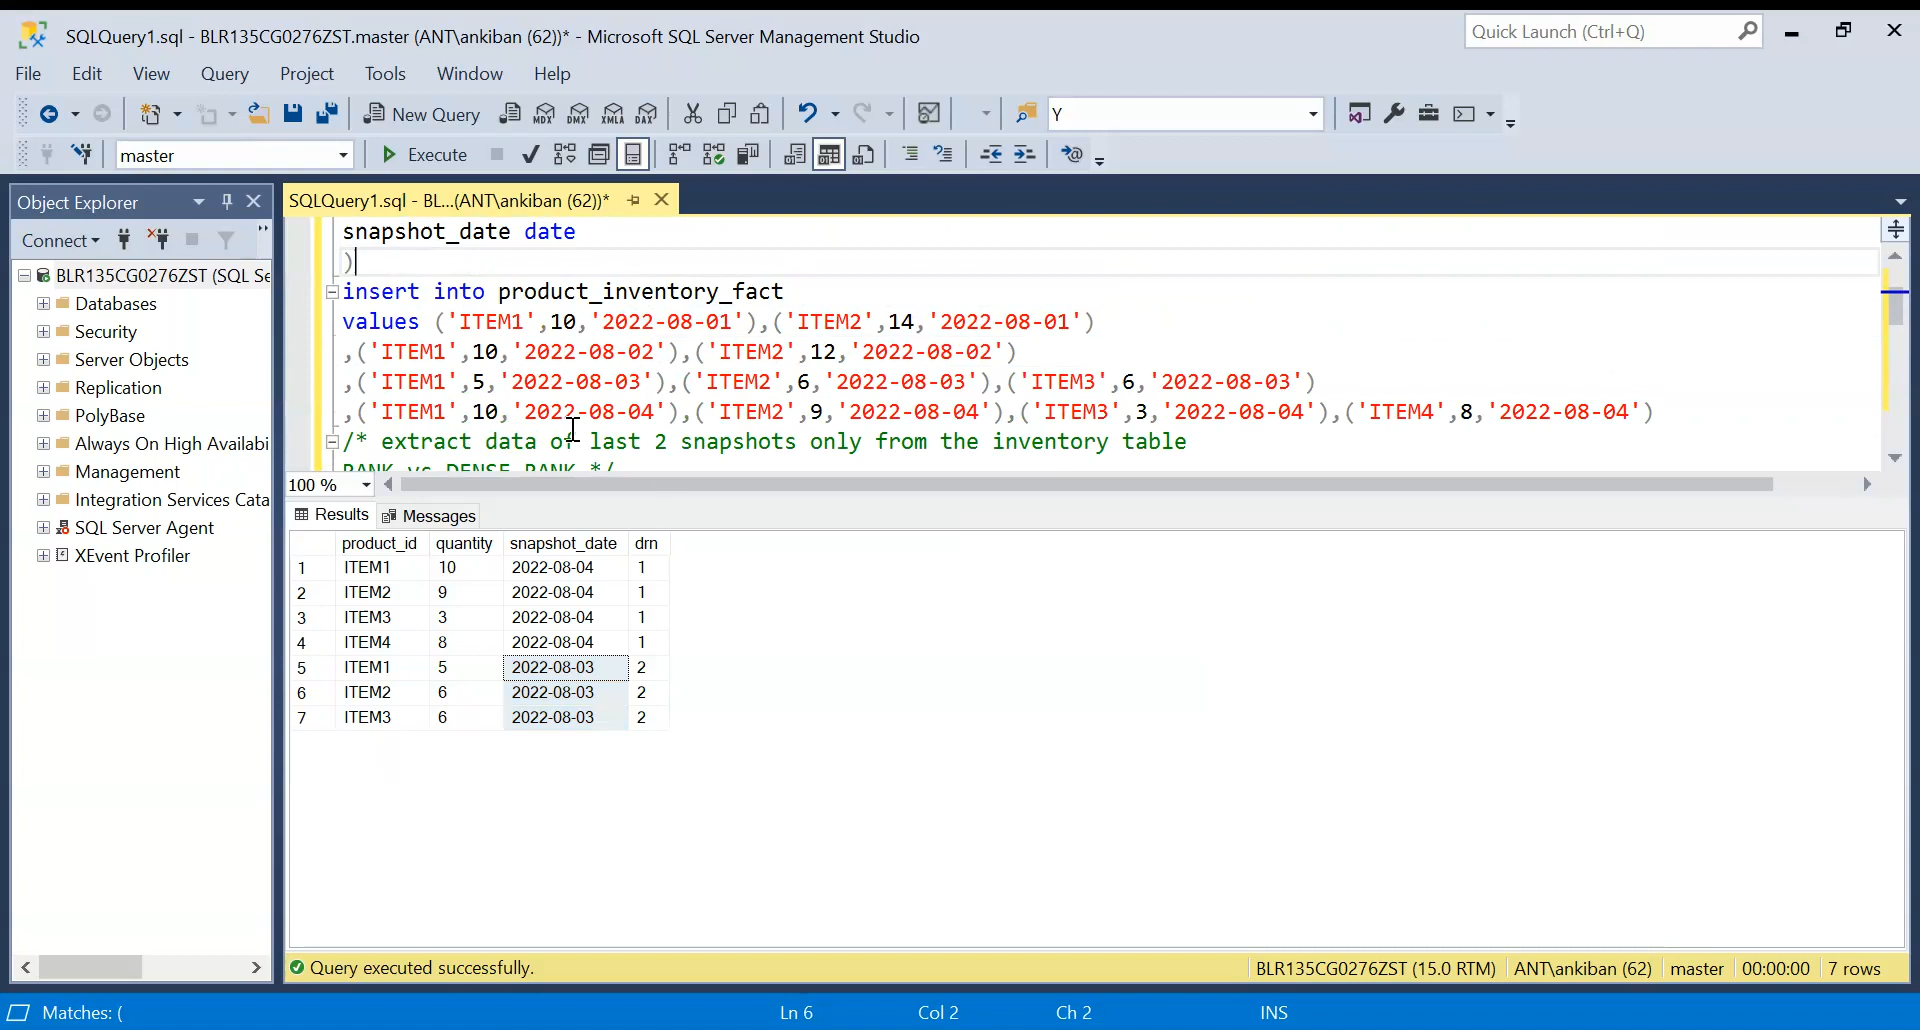 SQLQuery1.sql - BLR135CG0276ZST.master (ANT\ankiban (62))* - Microsoft SQL Server Management Studio
Quick Launch (Ctrl+Q)
File Edit View Query Project Tools Window Help
New Query MDX DMX XMLA DAX Y
master Execute
Object Explorer
SQLQuery1.sql - BL...(ANT\ankiban (62))*
Connect
BLR135CG0276ZST (SQL Se
Databases
Security
Server Objects
Replication
PolyBase
Always On High Availabi
Management
Integration Services Cata
SQL Server Agent
XEvent Profiler
snapshot_date date
)
insert into product_inventory_fact
values ('ITEM1',10,'2022-08-01'),('ITEM2',14,'2022-08-01')
,('ITEM1',10,'2022-08-02'),('ITEM2',12,'2022-08-02')
,('ITEM1',5,'2022-08-03'),('ITEM2',6,'2022-08-03'),('ITEM3',6,'2022-08-03')
,('ITEM1',10,'2022-08-04'),('ITEM2',9,'2022-08-04'),('ITEM3',3,'2022-08-04'),('ITEM4',8,'2022-08-04')
/* extract data of last 2 snapshots only from the inventory table
RANK vs DENSE_RANK */
100 %
Results Messages
product_id quantity snapshot_date drn
1 ITEM1 10 2022-08-04 1
2 ITEM2 9 2022-08-04 1
3 ITEM3 3 2022-08-04 1
4 ITEM4 8 2022-08-04 1
5 ITEM1 5 2022-08-03 2
6 ITEM2 6 2022-08-03 2
7 ITEM3 6 2022-08-03 2
Query executed successfully.
BLR135CG0276ZST (15.0 RTM) ANT\ankiban (62) master 00:00:00 7 rows
Matches: (
Ln 6 Col 2 Ch 2 INS